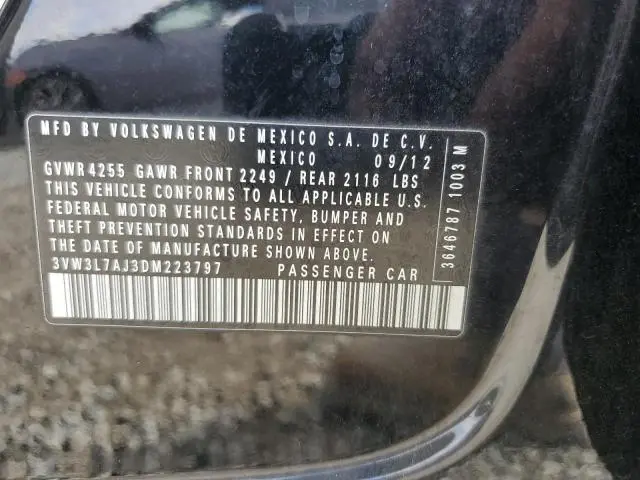 MFD BY VOLKSWAGEN DE MEXICO S.A. DE C.V.
MEXICO 09/12
GVWR 4255 GAWR FRONT 2249 / REAR 2116 LBS
THIS VEHICLE CONFORMS TO ALL APPLICABLE U.S.
FEDERAL MOTOR VEHICLE SAFETY, BUMPER AND
THEFT PREVENTION STANDARDS IN EFFECT ON
THE DATE OF MANUFACTURE SHOWN ABOVE.
3VW3L7AJ3DM223797 PASSENGER CAR
36467871003 M